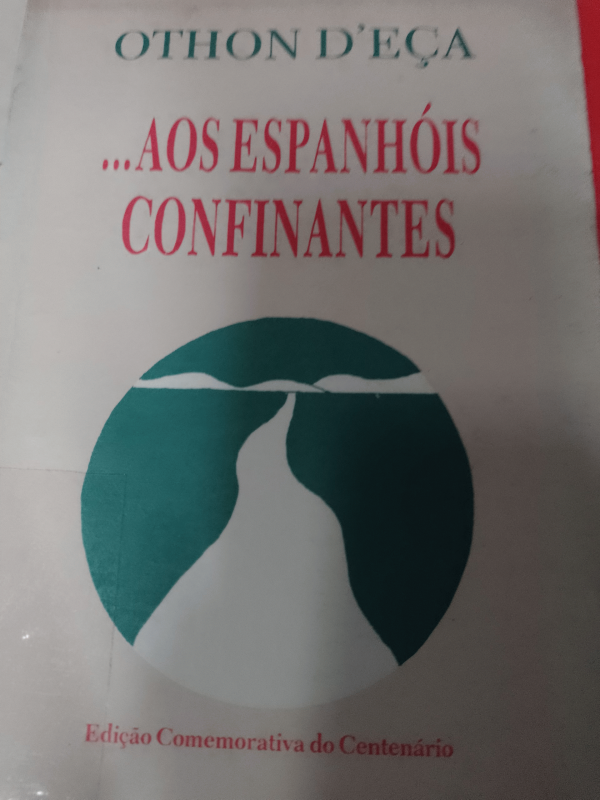 OTHON D'EÇA
...AOS ESPANHÓIS
CONFINANTES
Edição Comemorativa do Centenário